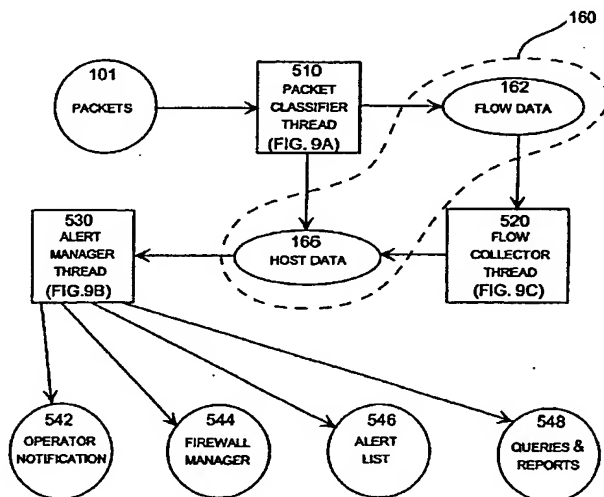 160
101
PACKETS
510
PACKET
CLASSIFIER
THREAD
(FIG. 9A)
162
FLOW DATA
530
ALERT
MANAGER
THREAD
(FIG.9B)
166
HOST DATA
520
FLOW
COLLECTOR
THREAD
(FIG. 9C)
542
OPERATOR
NOTIFICATION
544
FIREWALL
MANAGER
546
ALERT
LIST
548
QUERIES &
REPORTS